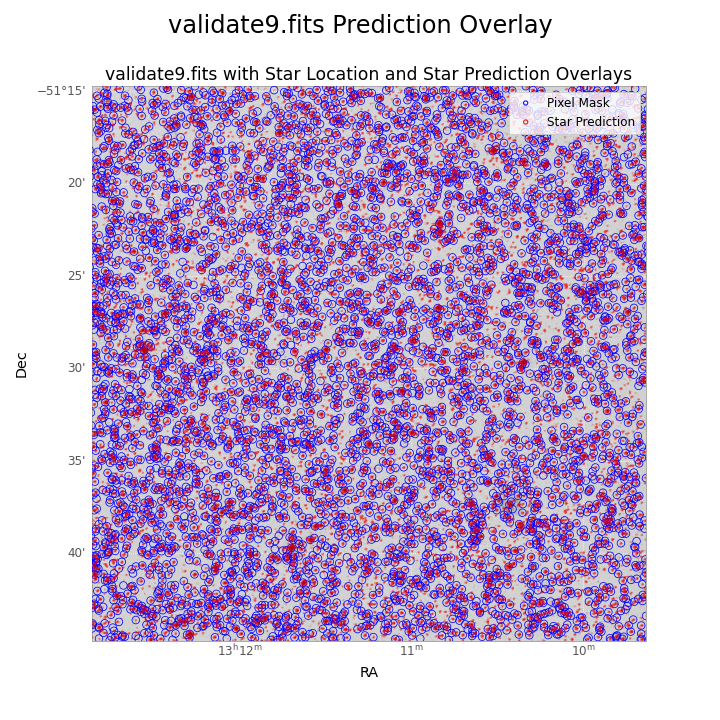 validate9.fits Prediction Overlay
validate9.fits with Star Location and Star Prediction Overlays
−51°15'
Pixel Mask
Star Prediction
20'
25'
Dec
30'
35'
40'
13ʰ12ᵐ 11ᵐ 10ᵐ
RA